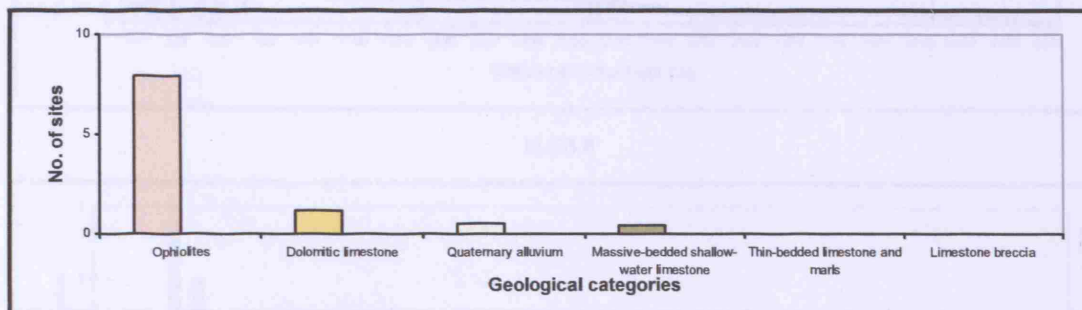 10
No. of sites
5
0
Ophiolites
Dolomitic limestone
Quaternary alluvium
Massive-bedded shallow-
water limestone
Thin-bedded limestone and
marls
Limestone breccia
Geological categories